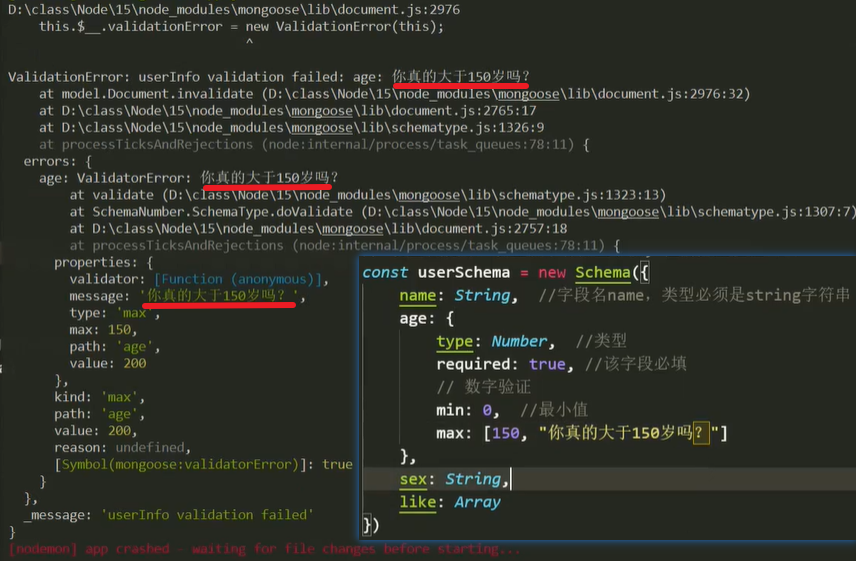 D:\class\Node\15\node_modules\mongoose\lib\document.js:2976
    this.$__.validationError = new ValidationError(this);
                               ^
ValidationError: userInfo validation failed: age: 你真的大于150岁吗?
    at model.Document.invalidate (D:\class\Node\15\node_modules\mongoose\lib\document.js:2976:32)
    at D:\class\Node\15\node_modules\mongoose\lib\document.js:2765:17
    at D:\class\Node\15\node_modules\mongoose\lib\schematype.js:1326:9
    at processTicksAndRejections (node:internal/process/task_queues:78:11) {
  errors: {
    age: ValidatorError: 你真的大于150岁吗?
        at validate (D:\class\Node\15\node_modules\mongoose\lib\schematype.js:1323:13)
        at SchemaNumber.SchemaType.doValidate (D:\class\Node\15\node_modules\mongoose\lib\schematype.js:1307:7)
        at D:\class\Node\15\node_modules\mongoose\lib\document.js:2757:18
        at processTicksAndRejections (node:internal/process/task_queues:78:11) {
      properties: {
        validator: [Function (anonymous)],
        message: '你真的大于150岁吗? ',
        type: 'max',
        max: 150,
        path: 'age',
        value: 200
      },
      kind: 'max',
      path: 'age',
      value: 200,
      reason: undefined,
      [Symbol(mongoose:validatorError)]: true
    }
  },
  _message: 'userInfo validation failed'
}
[nodemon] app crashed - waiting for file changes before starting...
const userSchema = new Schema({
    name: String,  //字段名name，类型必须是string字符串
    age: {
        type: Number,  //类型
        required: true, //该字段必填
        // 数字验证
        min: 0,  //最小值
        max: [150, "你真的大于150岁吗？"]
    },
    sex: String,
    like: Array
})